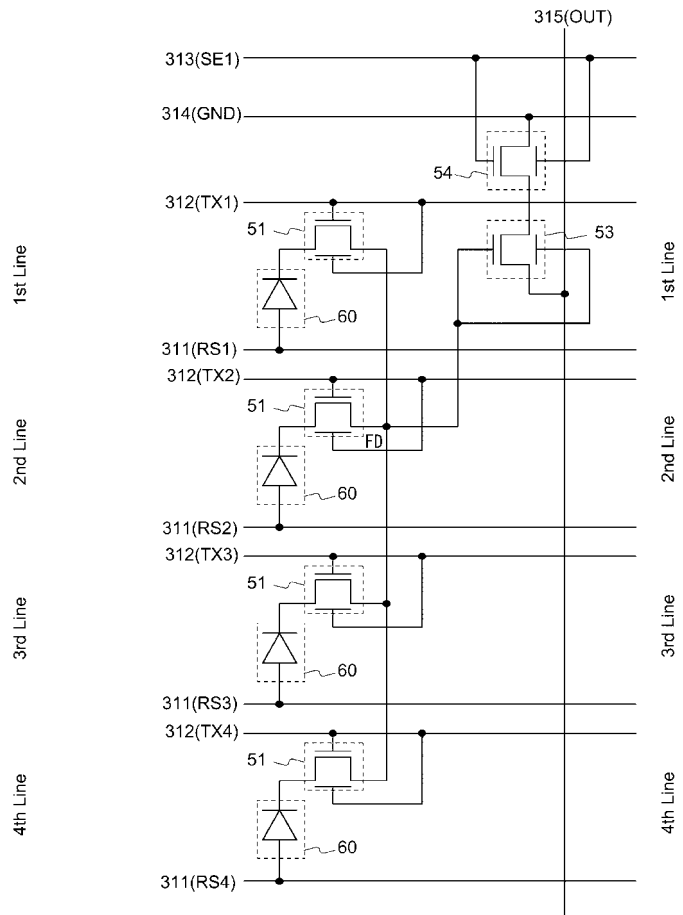 315(OUT)
313(SE1)
314(GND)
54
312(TX1)
51
53
1st Line
1st Line
60
311(RS1)
312(TX2)
51
FD
2nd Line
2nd Line
60
311(RS2)
312(TX3)
51
3rd Line
3rd Line
60
311(RS3)
312(TX4)
51
4th Line
4th Line
60
311(RS4)